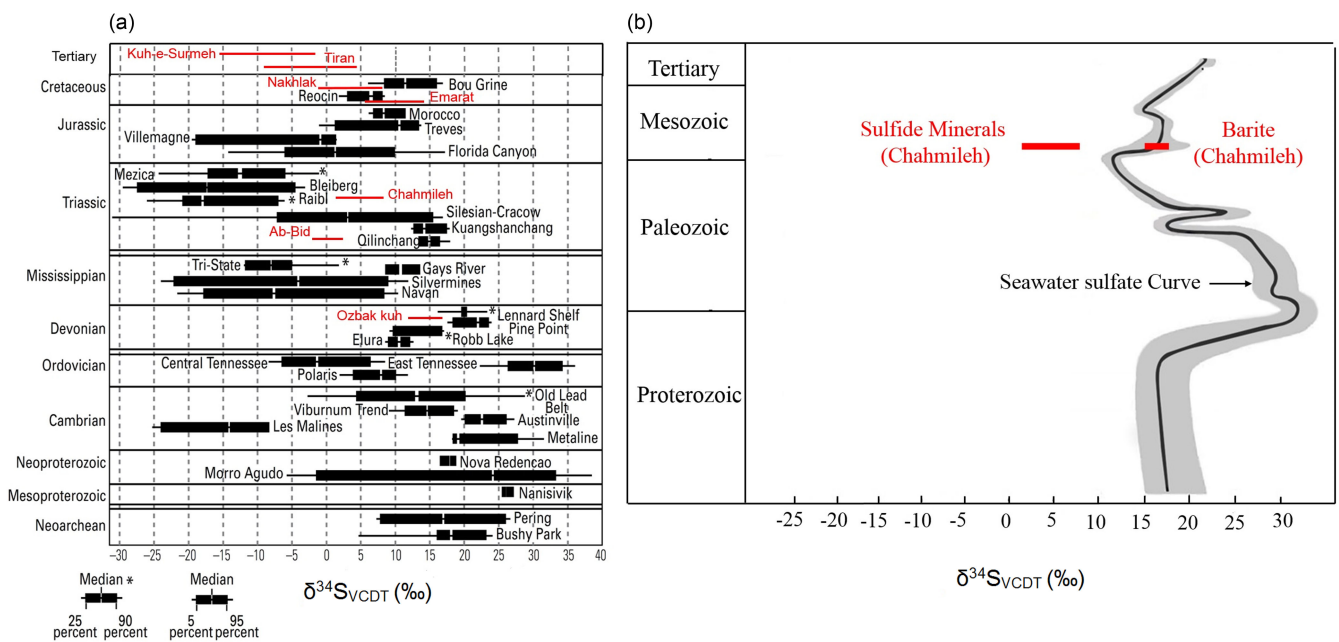 (a)
Tertiary
Kuh-e-Surmeh
Tiran
Cretaceous
Nakhlak
Bou Grine
Reocin
Emarat
Jurassic
Morocco
Treves
Villemagne
Florida Canyon
Triassic
Mezica
*
Bleiberg
* Raibl
Chahmileh
Silesian-Cracow
Kuangshanchang
Ab-Bid
Qilinchang
Mississippian
Tri-State
*
Gays River
Silvermines
Navan
Devonian
Ozbak kuh
* Lennard Shelf
Pine Point
Elura
* Robb Lake
Ordovician
Central Tennessee
East Tennessee
Polaris
Cambrian
* Old Lead
Belt
Viburnum Trend
Austinville
Les Malines
Metaline
Neoproterozoic
Nova Redencao
Morro Agudo
Mesoproterozoic
Nanisivik
Neoarchean
Pering
Bushy Park
−30 −25 −20 −15 −10 −5 0 5 10 15 20 25 30 35 40
δ34SVCDT (‰)
Median *
25
percent
90
percent
Median
5
percent
95
percent
(b)
Tertiary
Mesozoic
Paleozoic
Proterozoic
Sulfide Minerals
(Chahmileh)
Barite
(Chahmileh)
Seawater sulfate Curve
-25 -20 -15 -10 -5 0 5 10 15 20 25 30
δ34SVCDT (‰)